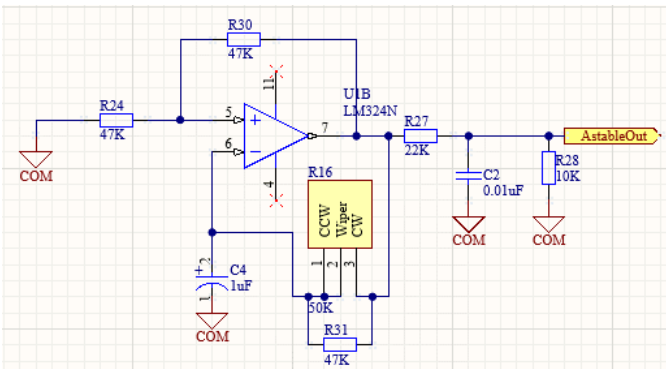 R30
47K
11
U1B
LM324N
R24
47K
5
+
7
R27
22K
AstableOut
6
−
COM
4
R16
C2
0.01uF
R28
10K
CCW
Wiper
CW
COM
COM
+
2
C4
1uF
1
1
2
3
50K
COM
R31
47K